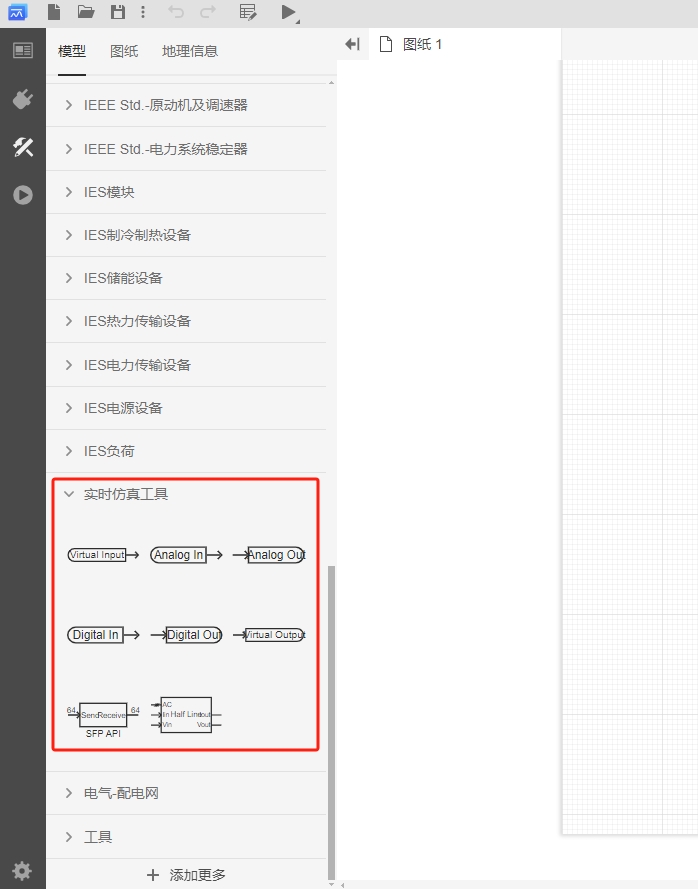 模型 图纸 地理信息 图纸 1
IEEE Std.-原动机及调速器
IEEE Std.-电力系统稳定器
IES模块
IES制冷制热设备
IES储能设备
IES热力传输设备
IES电力传输设备
IES电源设备
IES负荷
实时仿真工具
Virtual Input Analog In Analog Out
Digital In Digital Out Virtual Output
64 SendReceive 64
SFP API
AC
Iin Half Line Iout
Vin Vout
电气-配电网
工具
添加更多